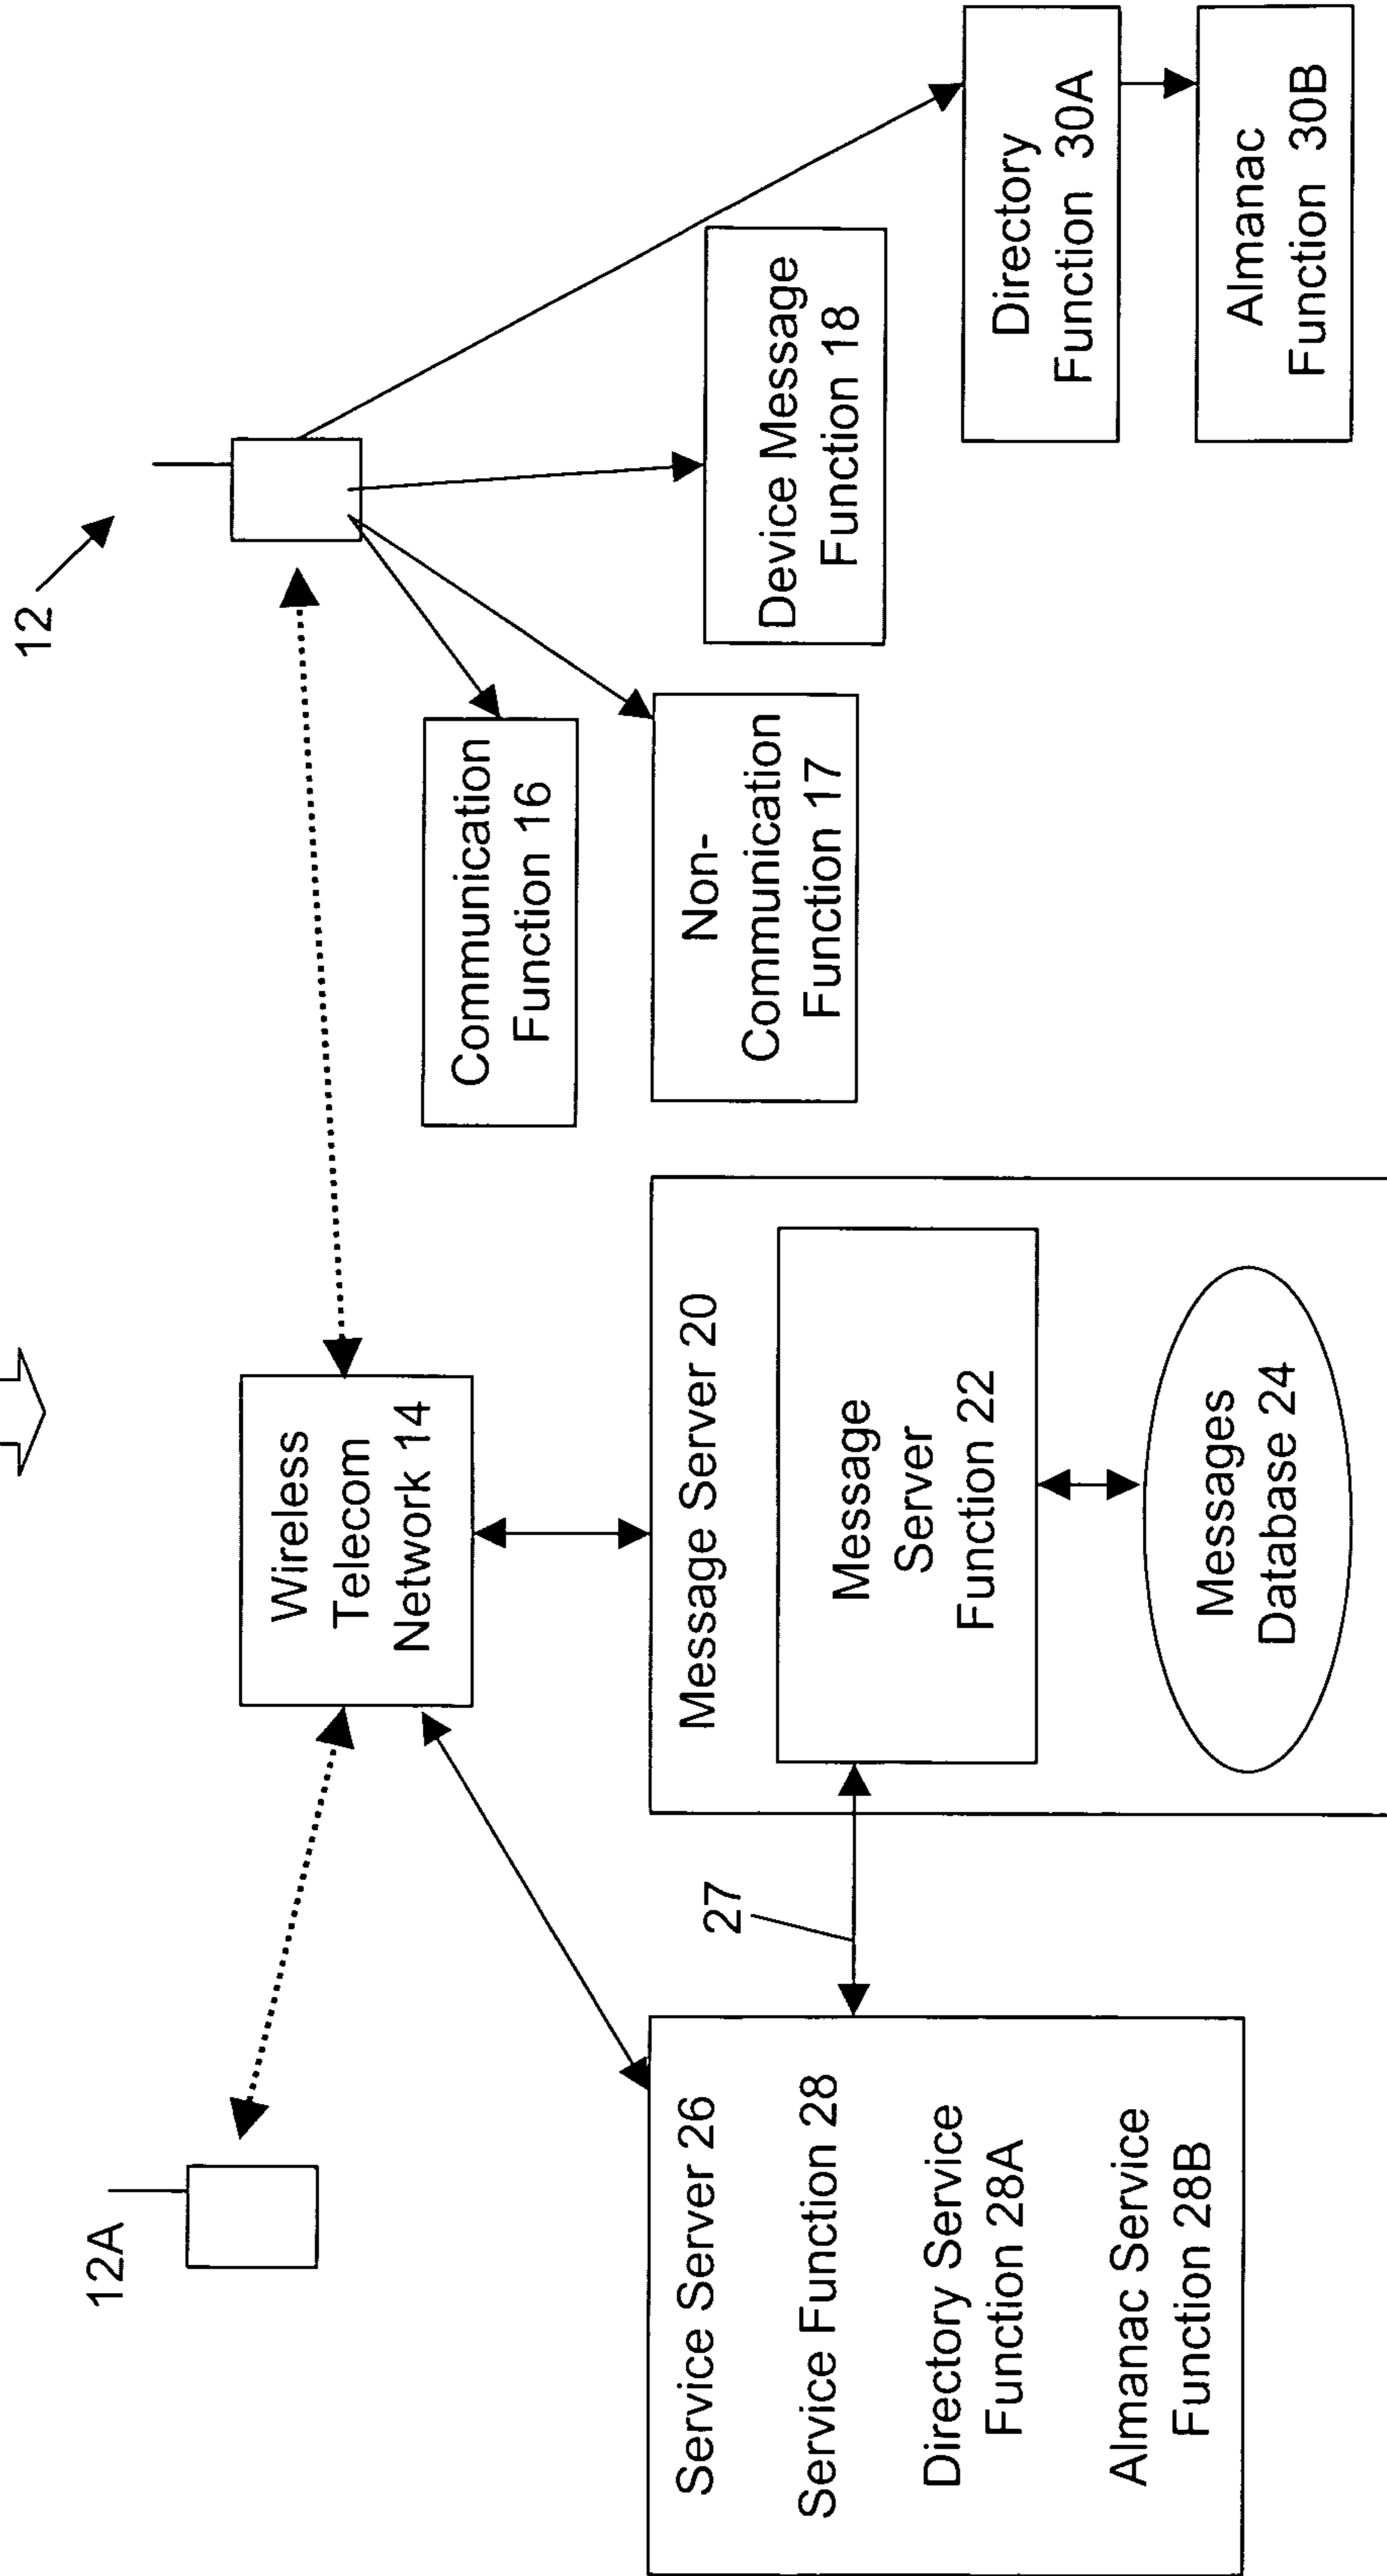 12
12A
Wireless
Telecom
Network 14
Communication
Function 16
Non-
Communication
Function 17
Device Message
Function 18
Directory
Function 30A
Almanac
Function 30B
Service Server 26
Service Function 28
Directory Service
Function 28A
Almanac Service
Function 28B
27
Message Server 20
Message
Server
Function 22
Messages
Database 24